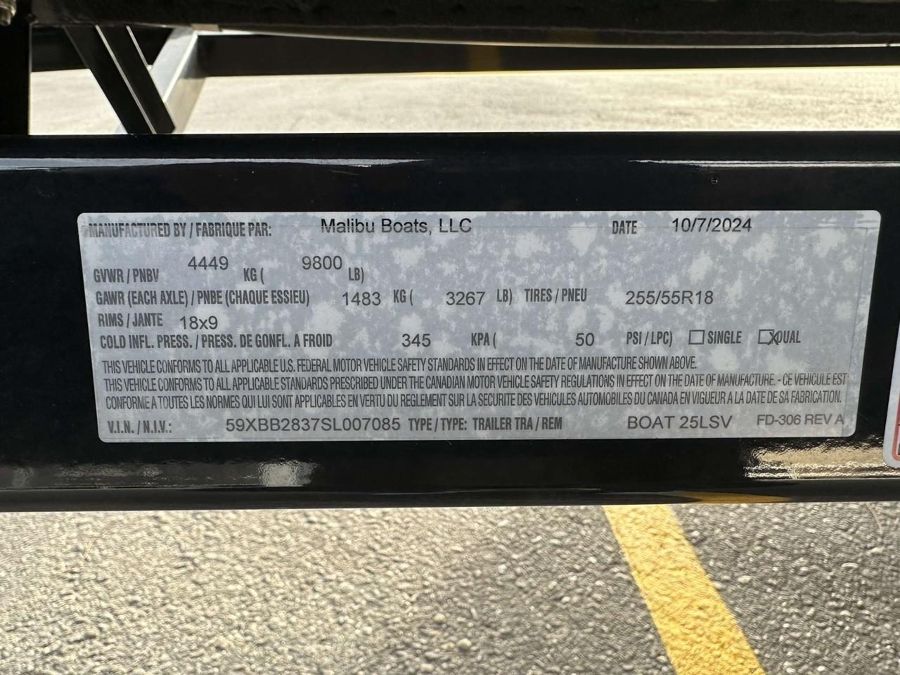 MANUFACTURED BY / FABRIQUE PAR: Malibu Boats, LLC DATE 10/7/2024
GVWR / PNBV 4449 KG ( 9800 LB)
GAWR (EACH AXLE) / PNBE (CHAQUE ESSIEU) 1483 KG ( 3267 LB) TIRES / PNEU 255/55R18
RIMS / JANTE 18x9
COLD INFL. PRESS. / PRESS. DE GONFL. A FROID 345 KPA ( 50 PSI / LPC) SINGLE X DUAL
THIS VEHICLE CONFORMS TO ALL APPLICABLE U.S. FEDERAL MOTOR VEHICLE SAFETY STANDARDS IN EFFECT ON THE DATE OF MANUFACTURE SHOWN ABOVE.
THIS VEHICLE CONFORMS TO ALL APPLICABLE STANDARDS PRESCRIBED UNDER THE CANADIAN MOTOR VEHICLE SAFETY REGULATIONS IN EFFECT ON THE DATE OF MANUFACTURE. - CE VEHICULE EST
CONFORME A TOUTES LES NORMES QUI LUI SONT APPLICABLES EN VERTU DU REGLEMENT SUR LA SECURITE DES VEHICULES AUTOMOBILES DU CANADA EN VIGUEUR A LA DATE DE SA FABRICATION.
V.I.N. / N.I.V.: 59XBB2837SL007085 TYPE / TYPE: TRAILER TRA / REM BOAT 25LSV FD-306 REV A